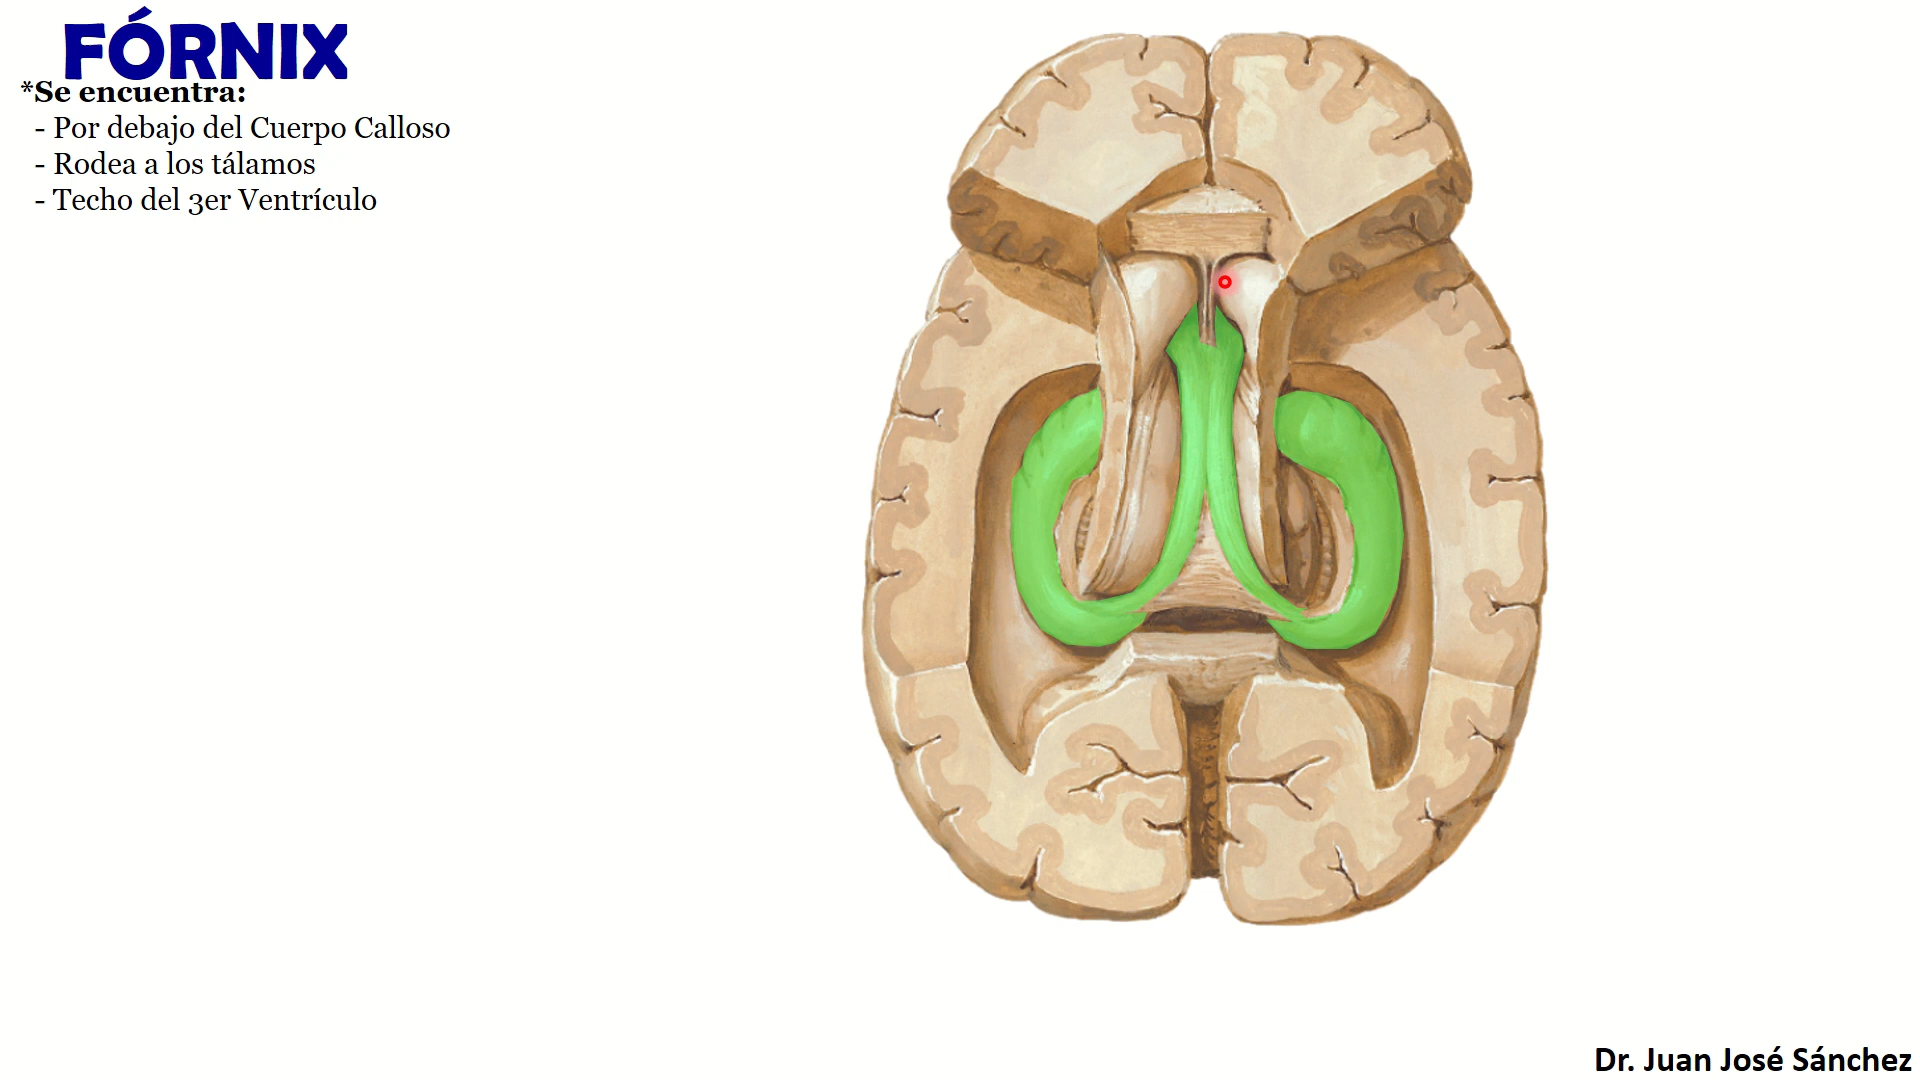 FÓRNIX
*Se encuentra:
- Por debajo del Cuerpo Calloso
- Rodea a los tálamos
- Techo del 3er Ventrículo
Dr. Juan José Sánchez